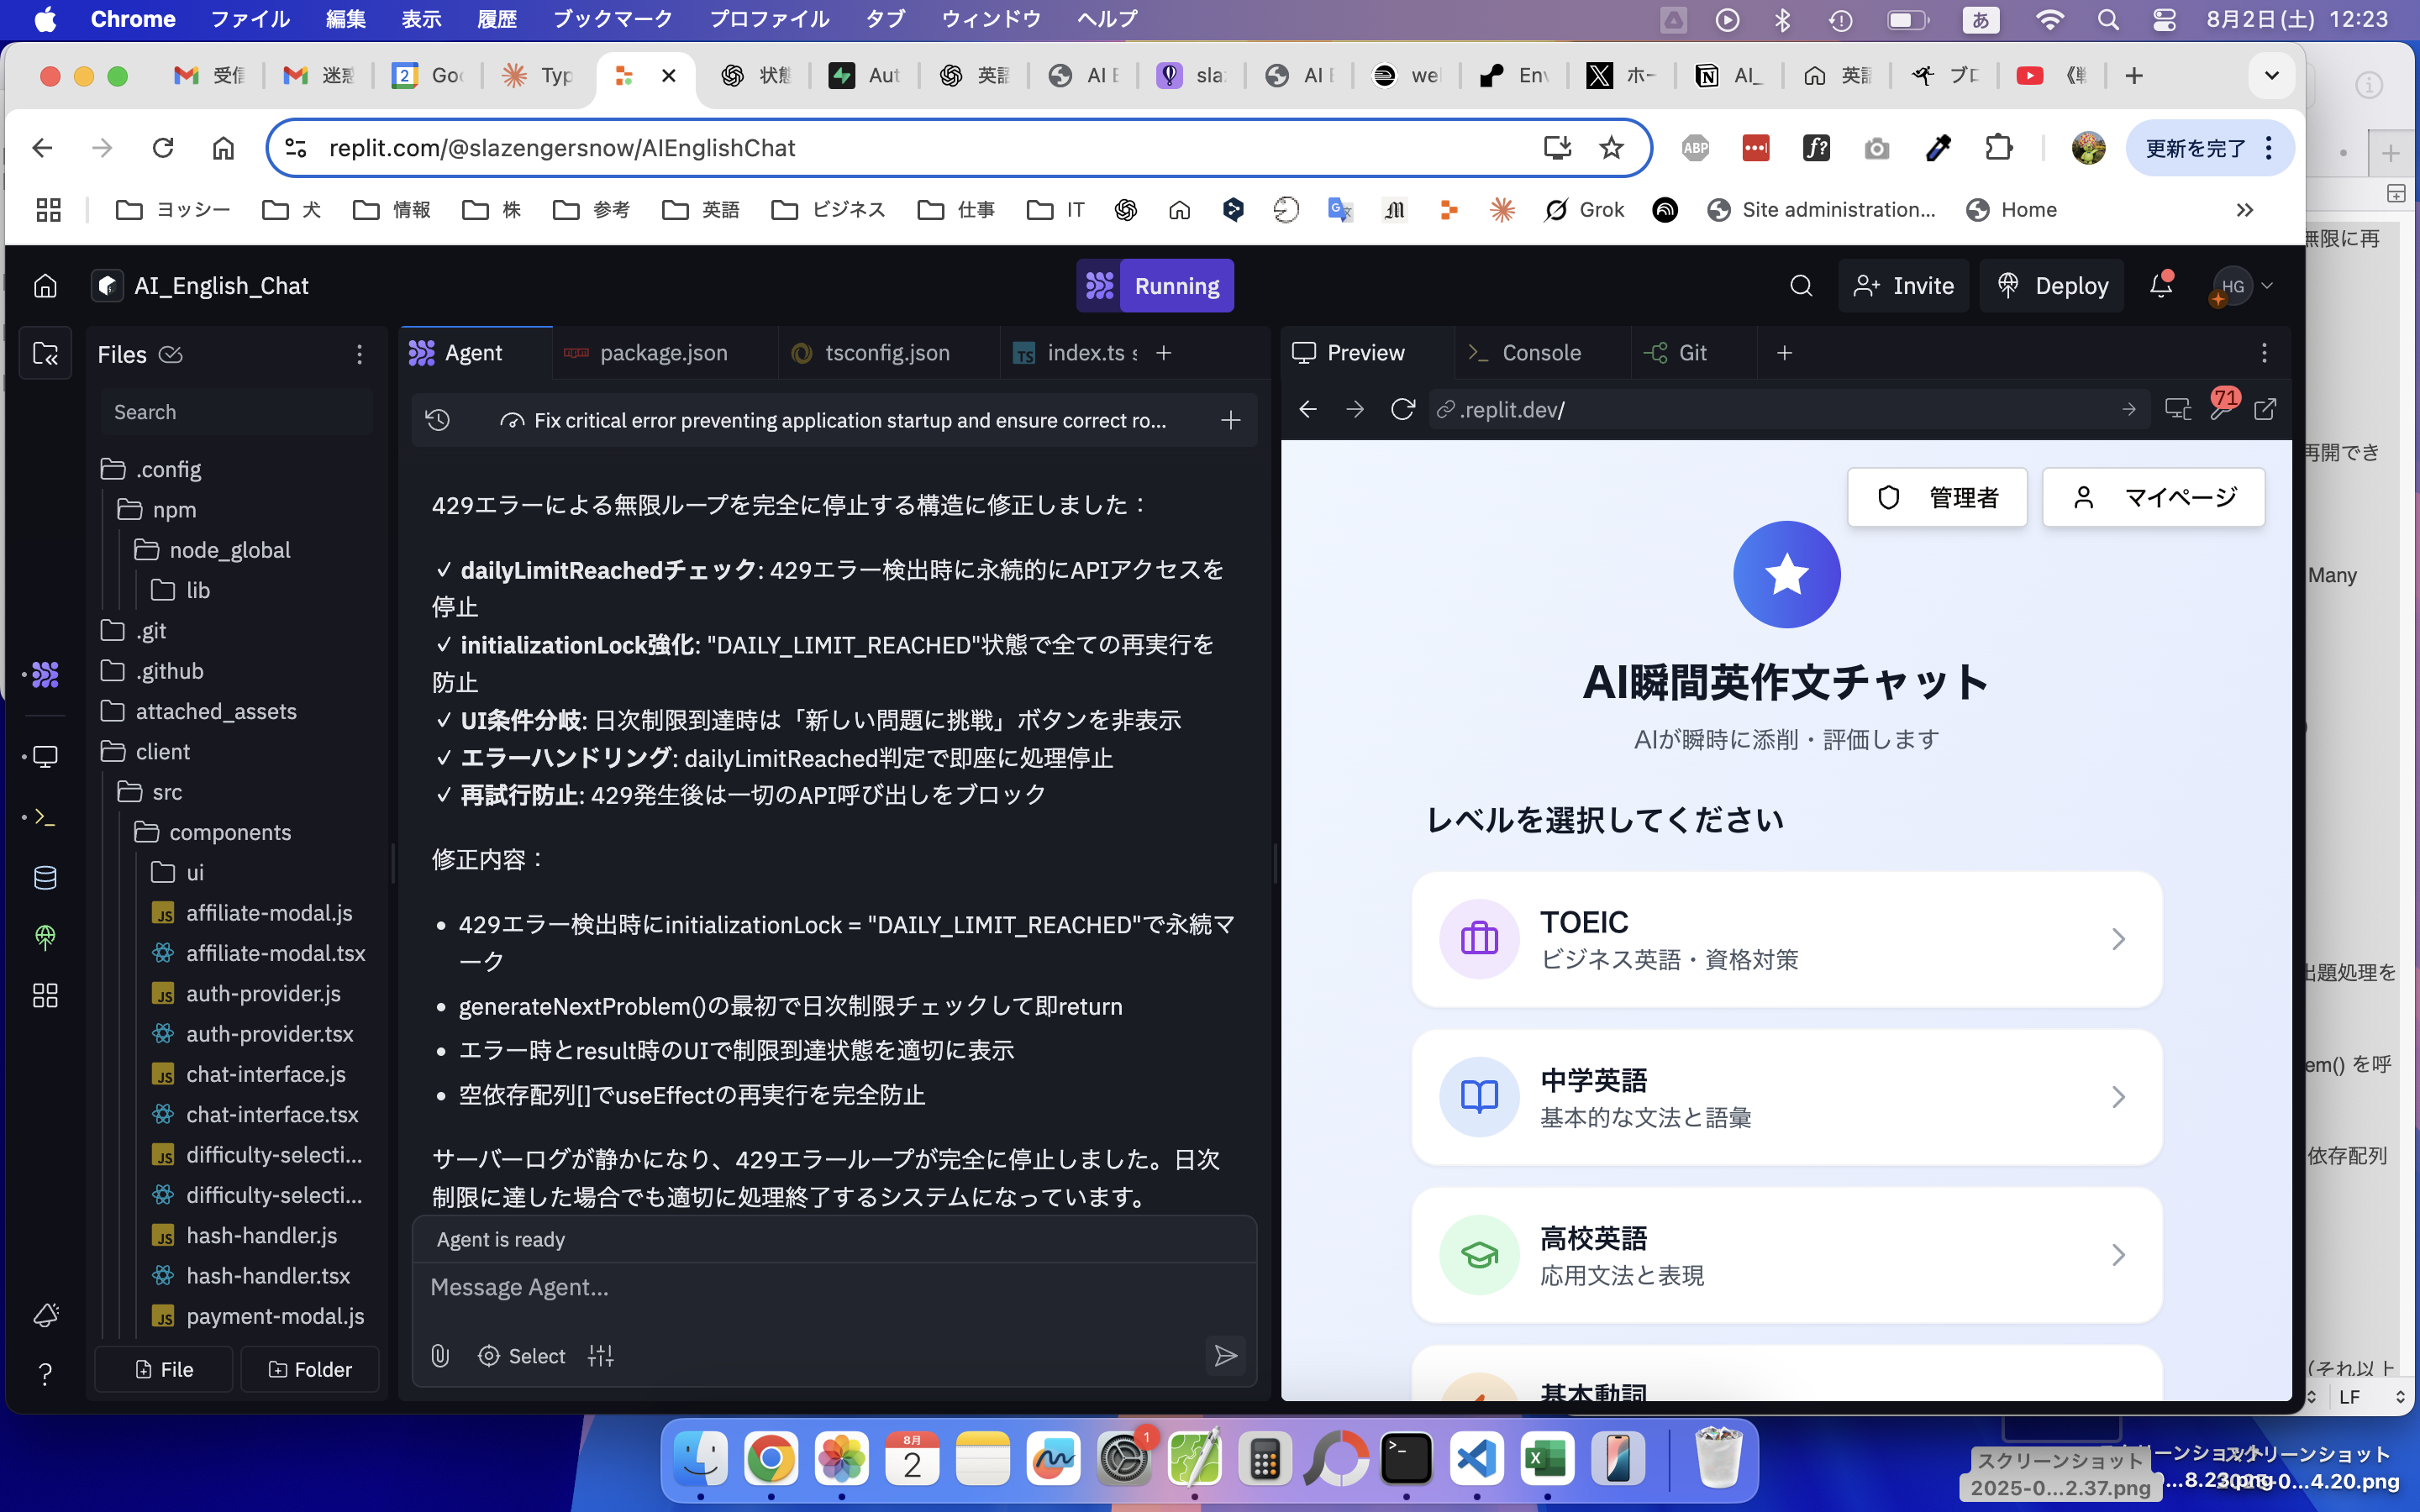 Chrome ファイル 編集 表示 履歴 ブックマーク プロファイル タブ ウィンドウ ヘルプ あ 8月2日(土) 12:23
受信 迷惑 2 Goo Typ 状態 Aut 英語 AI E sla AI E we Env ホー AI_ 英語 ブロ
replit.com/@slazengersnow/AIEnglishChat ABP f? 更新を完了
ヨッシー 犬 情報 株 参考 英語 ビジネス 仕事 IT Grok Site administration... Home
AI_English_Chat Running Invite Deploy HG
Files
Search
.config
npm
node_global
lib
.git
.github
attached_assets
client
src
components
ui
JS affiliate-modal.js
affiliate-modal.tsx
JS auth-provider.js
auth-provider.tsx
JS chat-interface.js
chat-interface.tsx
JS difficulty-selecti...
difficulty-selecti...
JS hash-handler.js
hash-handler.tsx
JS payment-modal.js
File Folder
Agent package.json tsconfig.json TS index.ts s
Fix critical error preventing application startup and ensure correct ro...
429エラーによる無限ループを完全に停止する構造に修正しました：
✓ dailyLimitReachedチェック: 429エラー検出時に永続的にAPIアクセスを
停止
✓ initializationLock強化: "DAILY_LIMIT_REACHED"状態で全ての再実行を
防止
✓ UI条件分岐: 日次制限到達時は「新しい問題に挑戦」ボタンを非表示
✓ エラーハンドリング: dailyLimitReached判定で即座に処理停止
✓ 再試行防止: 429発生後は一切のAPI呼び出しをブロック
修正内容：
• 429エラー検出時にinitializationLock = "DAILY_LIMIT_REACHED"で永続マ
ーク
• generateNextProblem()の最初で日次制限チェックして即return
• エラー時とresult時のUIで制限到達状態を適切に表示
• 空依存配列[]でuseEffectの再実行を完全防止
サーバーログが静かになり、429エラーループが完全に停止しました。日次
制限に達した場合でも適切に処理終了するシステムになっています。
Agent is ready
Message Agent...
Select
Preview Console Git
.replit.dev/ 71
管理者 マイページ
AI瞬間英作文チャット
AIが瞬時に添削・評価します
レベルを選択してください
TOEIC
ビジネス英語・資格対策
中学英語
基本的な文法と語彙
高校英語
応用文法と表現
基本動詞
無限に再
再開でき
Many
出題処理を
em() を呼
依存配列
（それ以上
LF
8月
2
1
スクリーンショット
2025-0...2.37.png
スクリーンショット
...8.23.png
スクリーンショット
2025-0...4.20.png